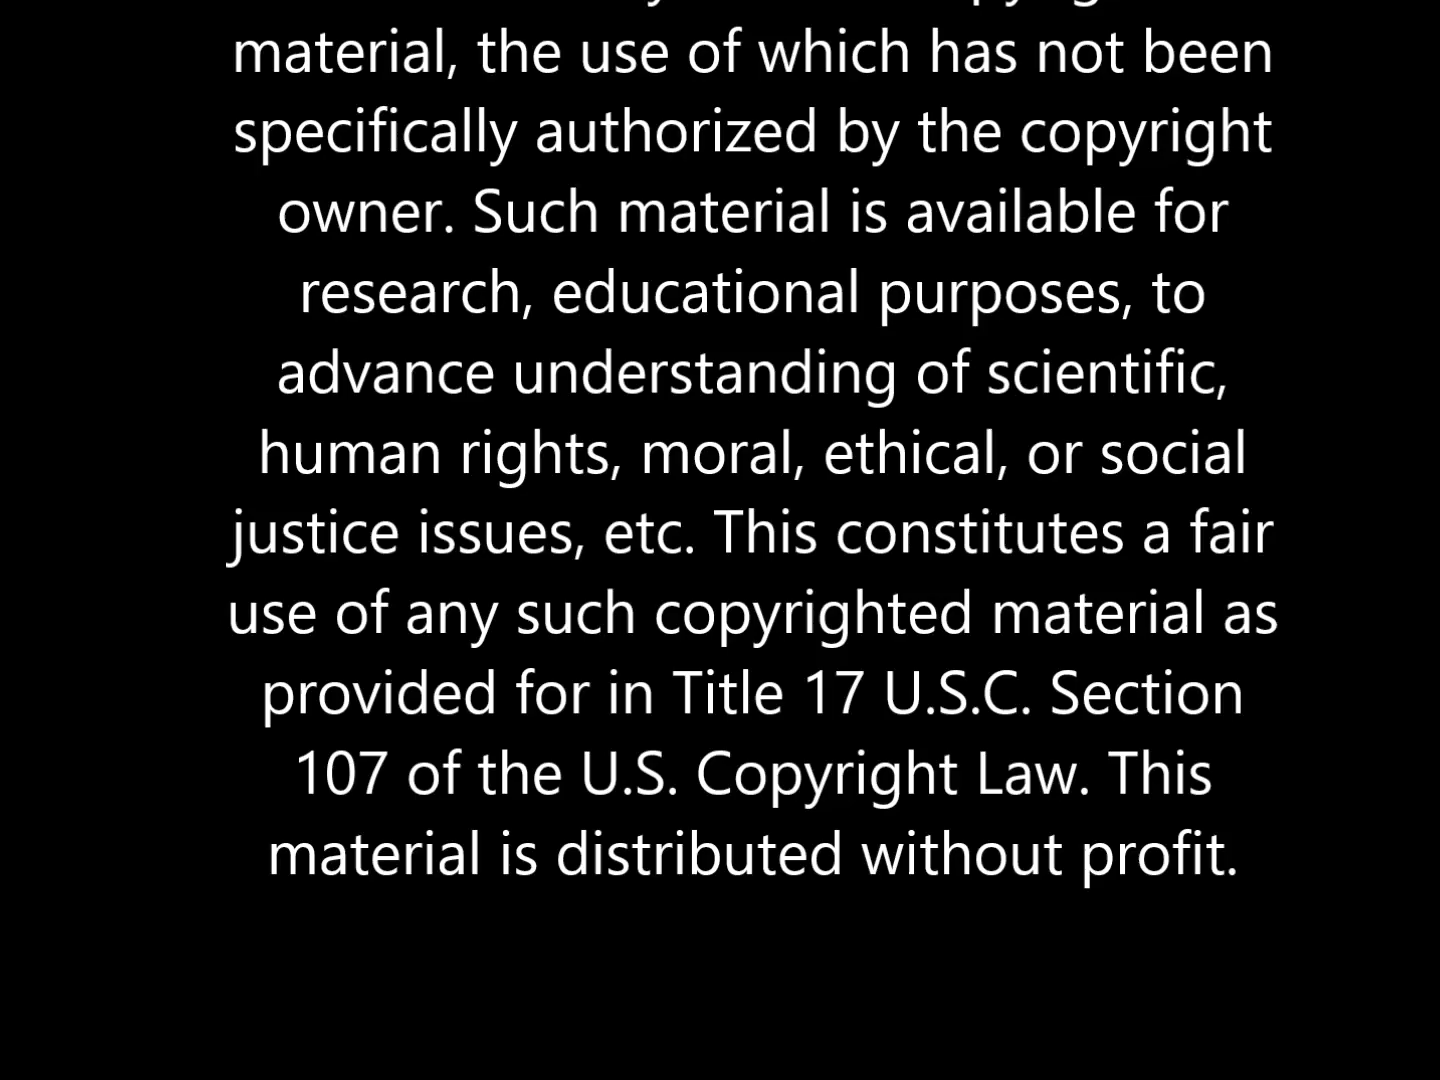 material, the use of which has not been
specifically authorized by the copyright
owner. Such material is available for
research, educational purposes, to
advance understanding of scientific,
human rights, moral, ethical, or social
justice issues, etc. This constitutes a fair
use of any such copyrighted material as
provided for in Title 17 U.S.C. Section
107 of the U.S. Copyright Law. This
material is distributed without profit.